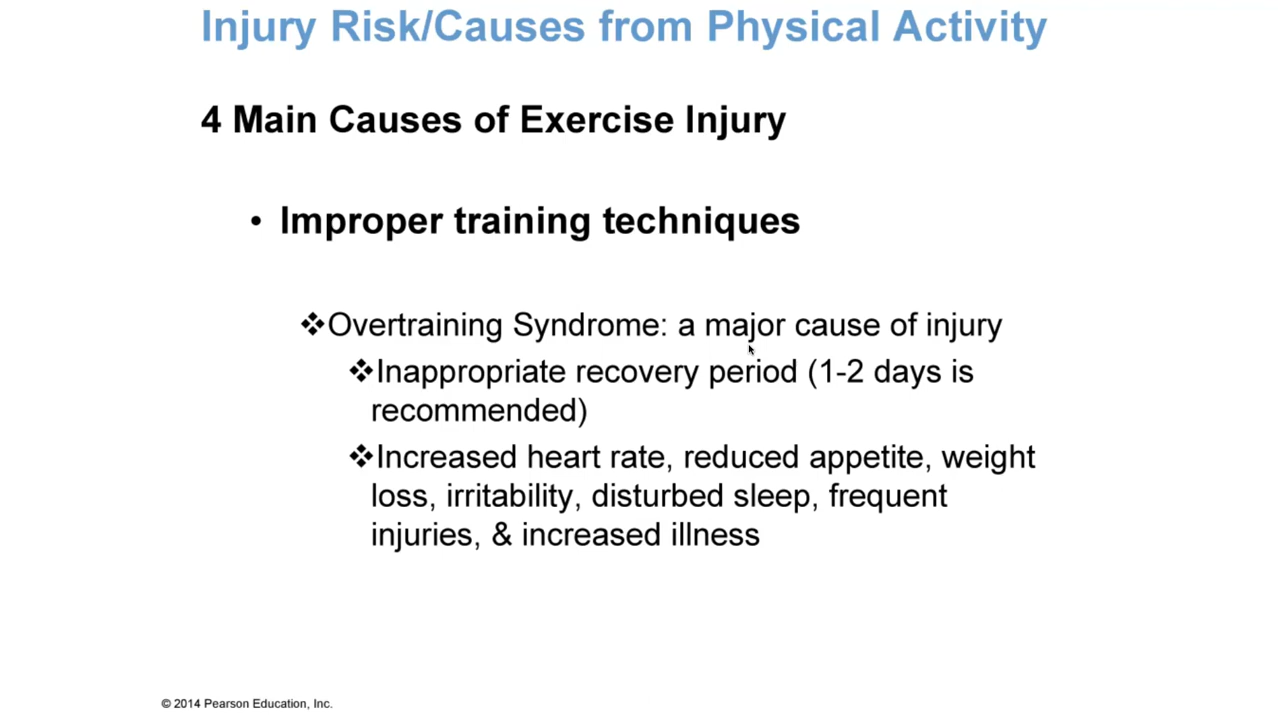 Injury Risk/Causes from Physical Activity
4 Main Causes of Exercise Injury
• Improper training techniques
❖Overtraining Syndrome: a major cause of injury
❖Inappropriate recovery period (1-2 days is
recommended)
❖Increased heart rate, reduced appetite, weight
loss, irritability, disturbed sleep, frequent
injuries, & increased illness
© 2014 Pearson Education, Inc.